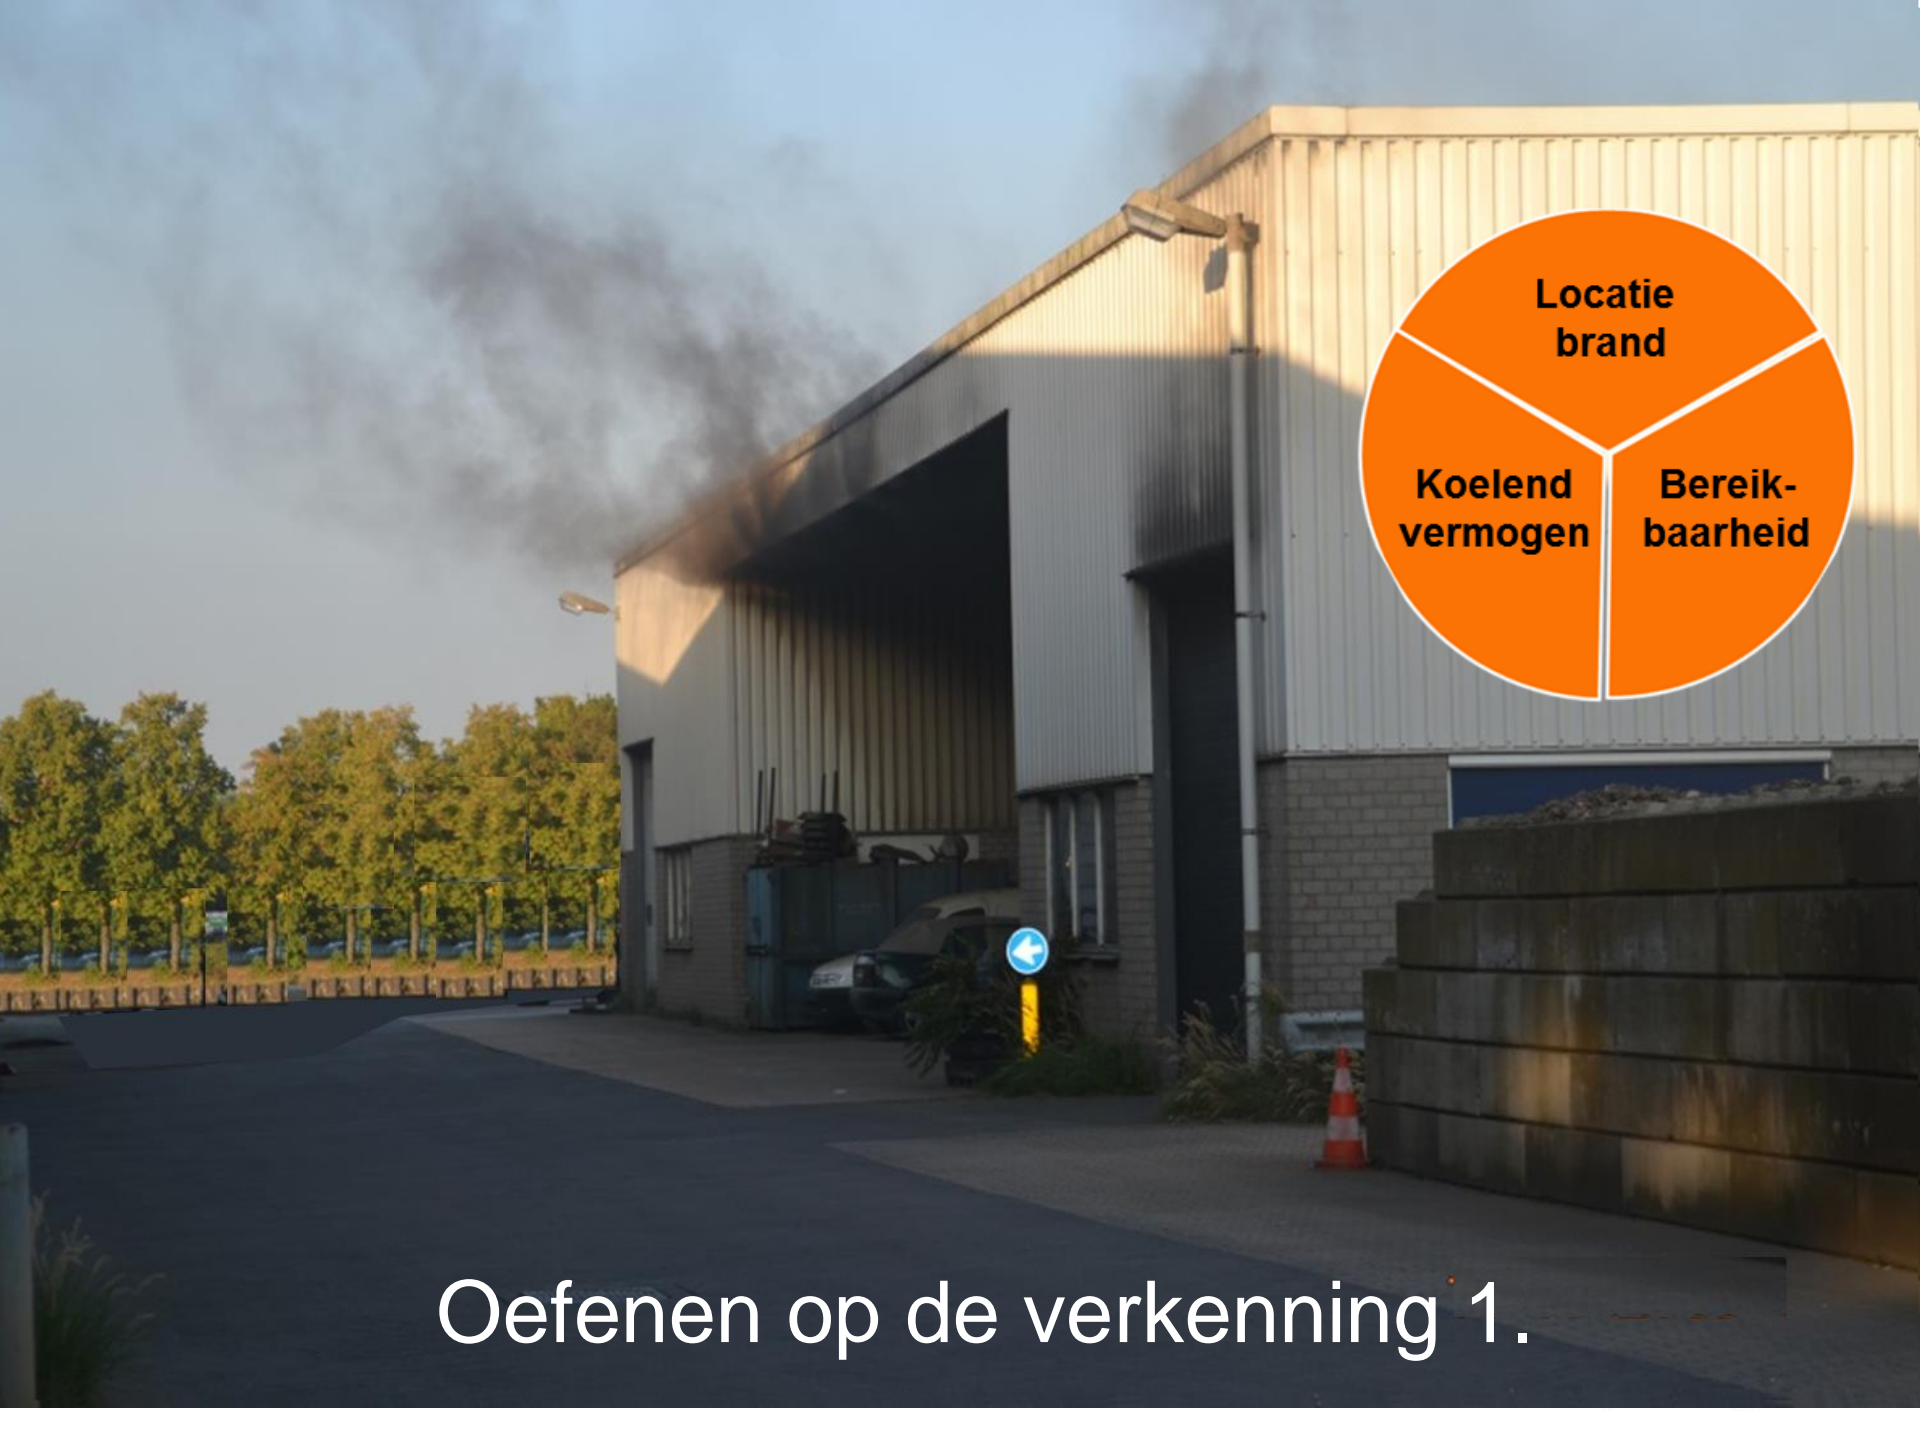 Locatie
brand
Koelend
vermogen
Bereik-
baarheid
Oefenen op de verkenning 1.